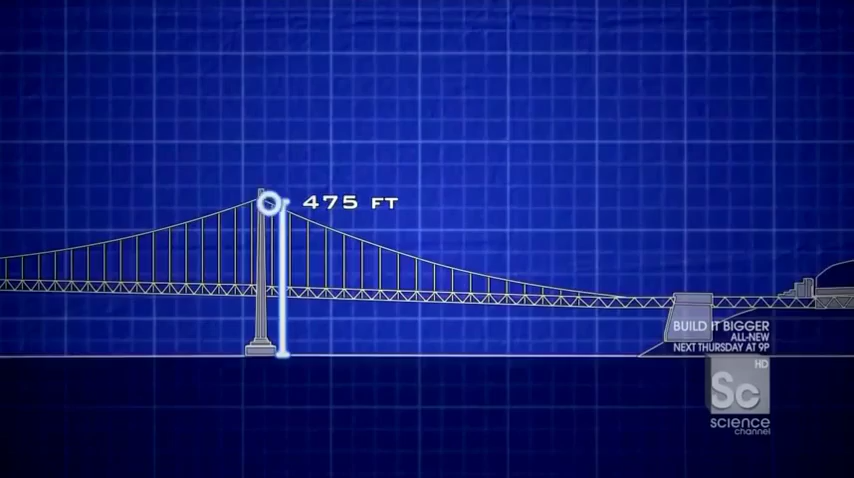 475 FT
BUILD IT BIGGER
ALL-NEW
NEXT THURSDAY AT 9P
HD
Sc
science
channel